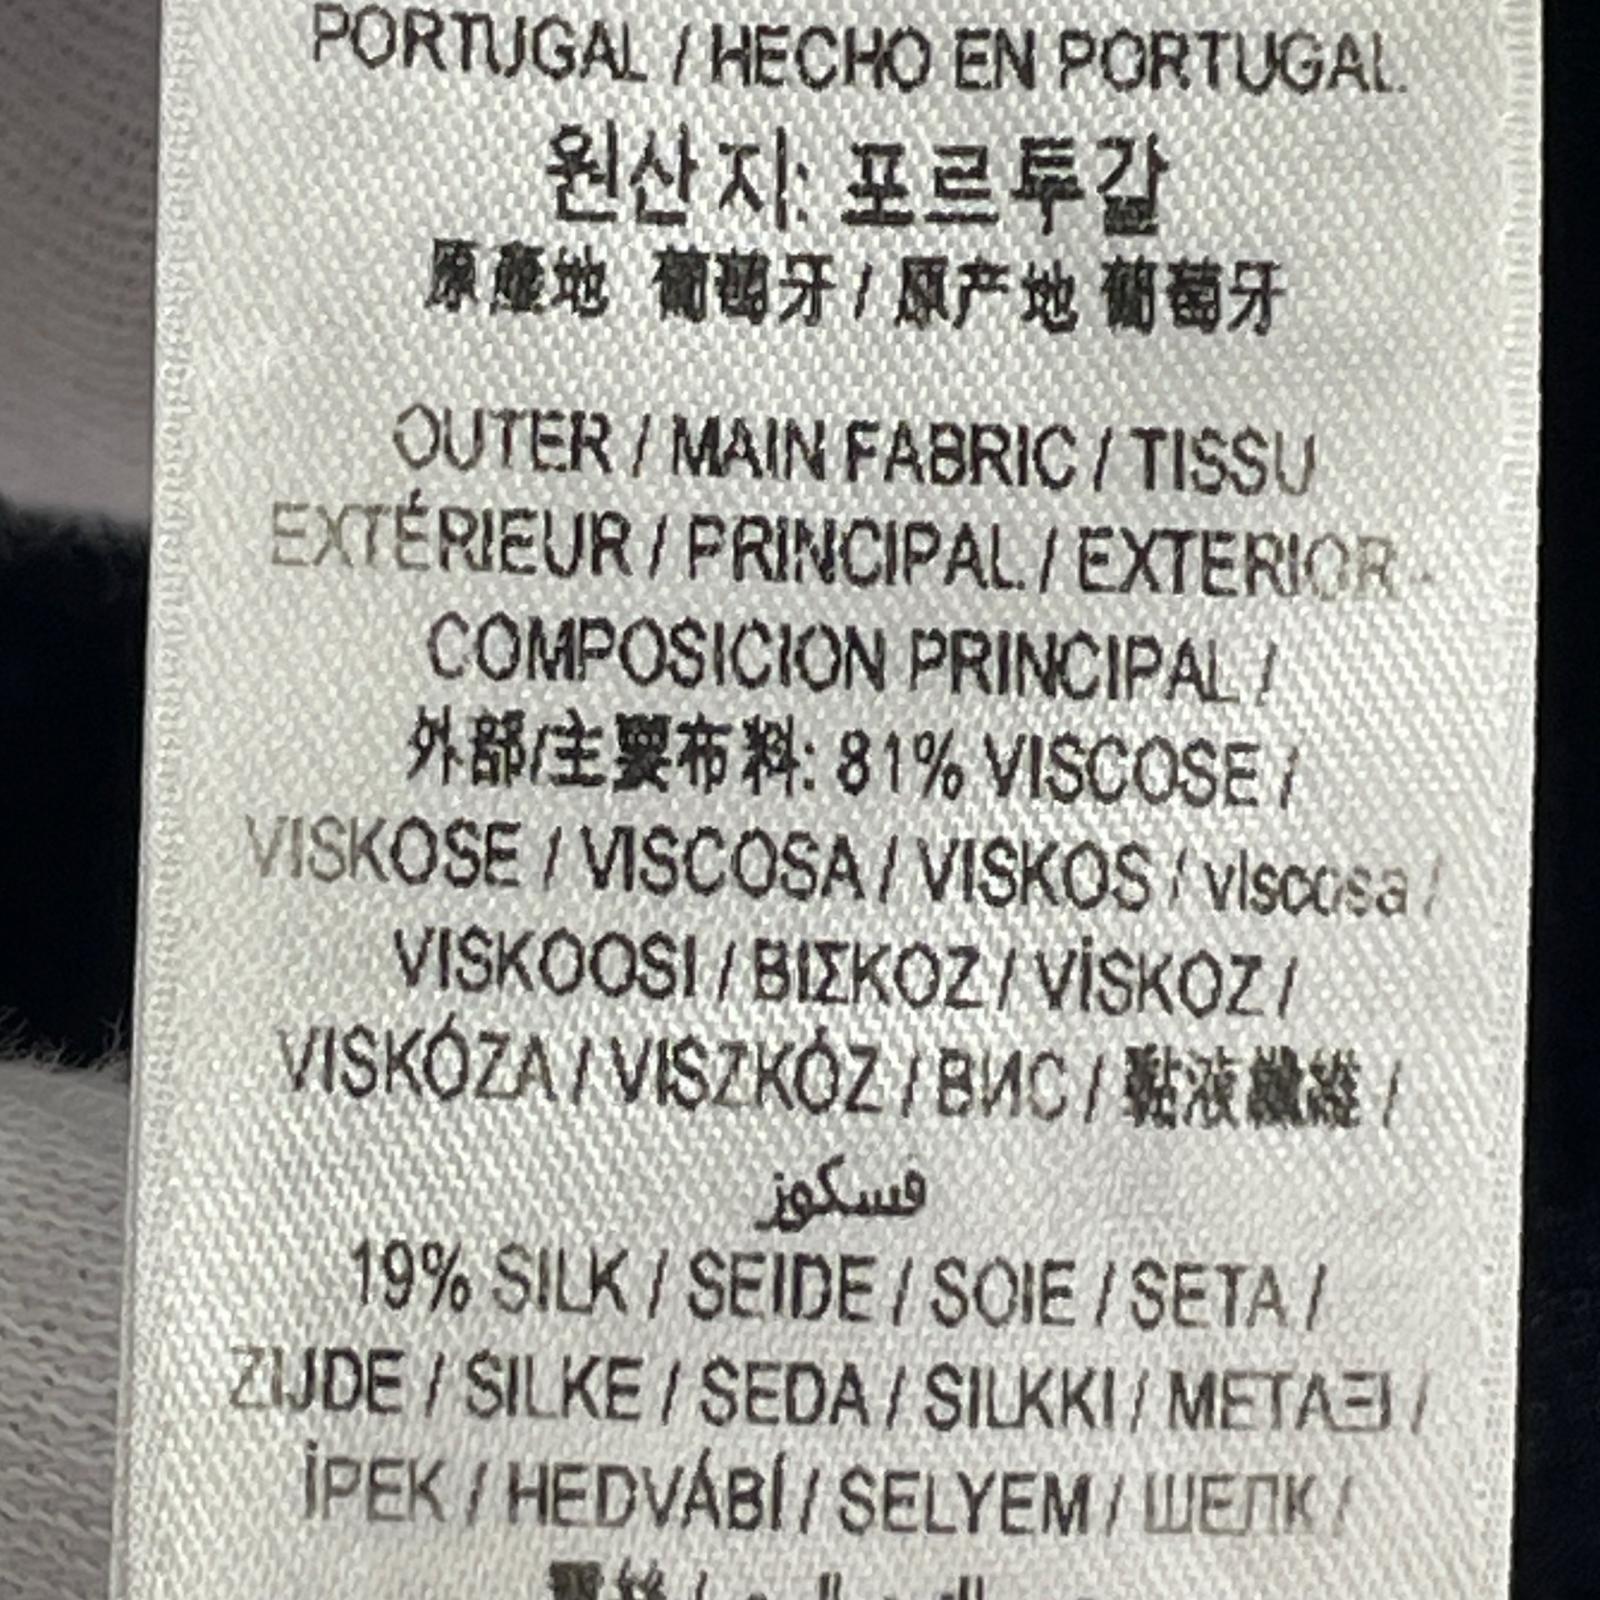 PORTUGAL / HECHO EN PORTUGAL.
원산지: 포르투갈
原產地 葡萄牙 / 原产地 葡萄牙
OUTER / MAIN FABRIC / TISSU
EXTÉRIEUR / PRINCIPAL / EXTERIOR -
COMPOSICION PRINCIPAL /
外部/主要布料: 81% VISCOSE /
VISKOSE / VISCOSA / VISKOS / viscosa /
VISKOOSI / ΒΙΣΚΟΖ / VİSKOZ /
VISKÓZA / VISZKÓZ / ВИС / 黏液纖維 /
فسكوز
19% SILK / SEIDE / SOIE / SETA /
ZIJDE / SILKE / SEDA / SILKKI / ΜΕΤΑΞΙ /
İPEK / HEDVÁBÍ / SELYEM / ШЕЛК /